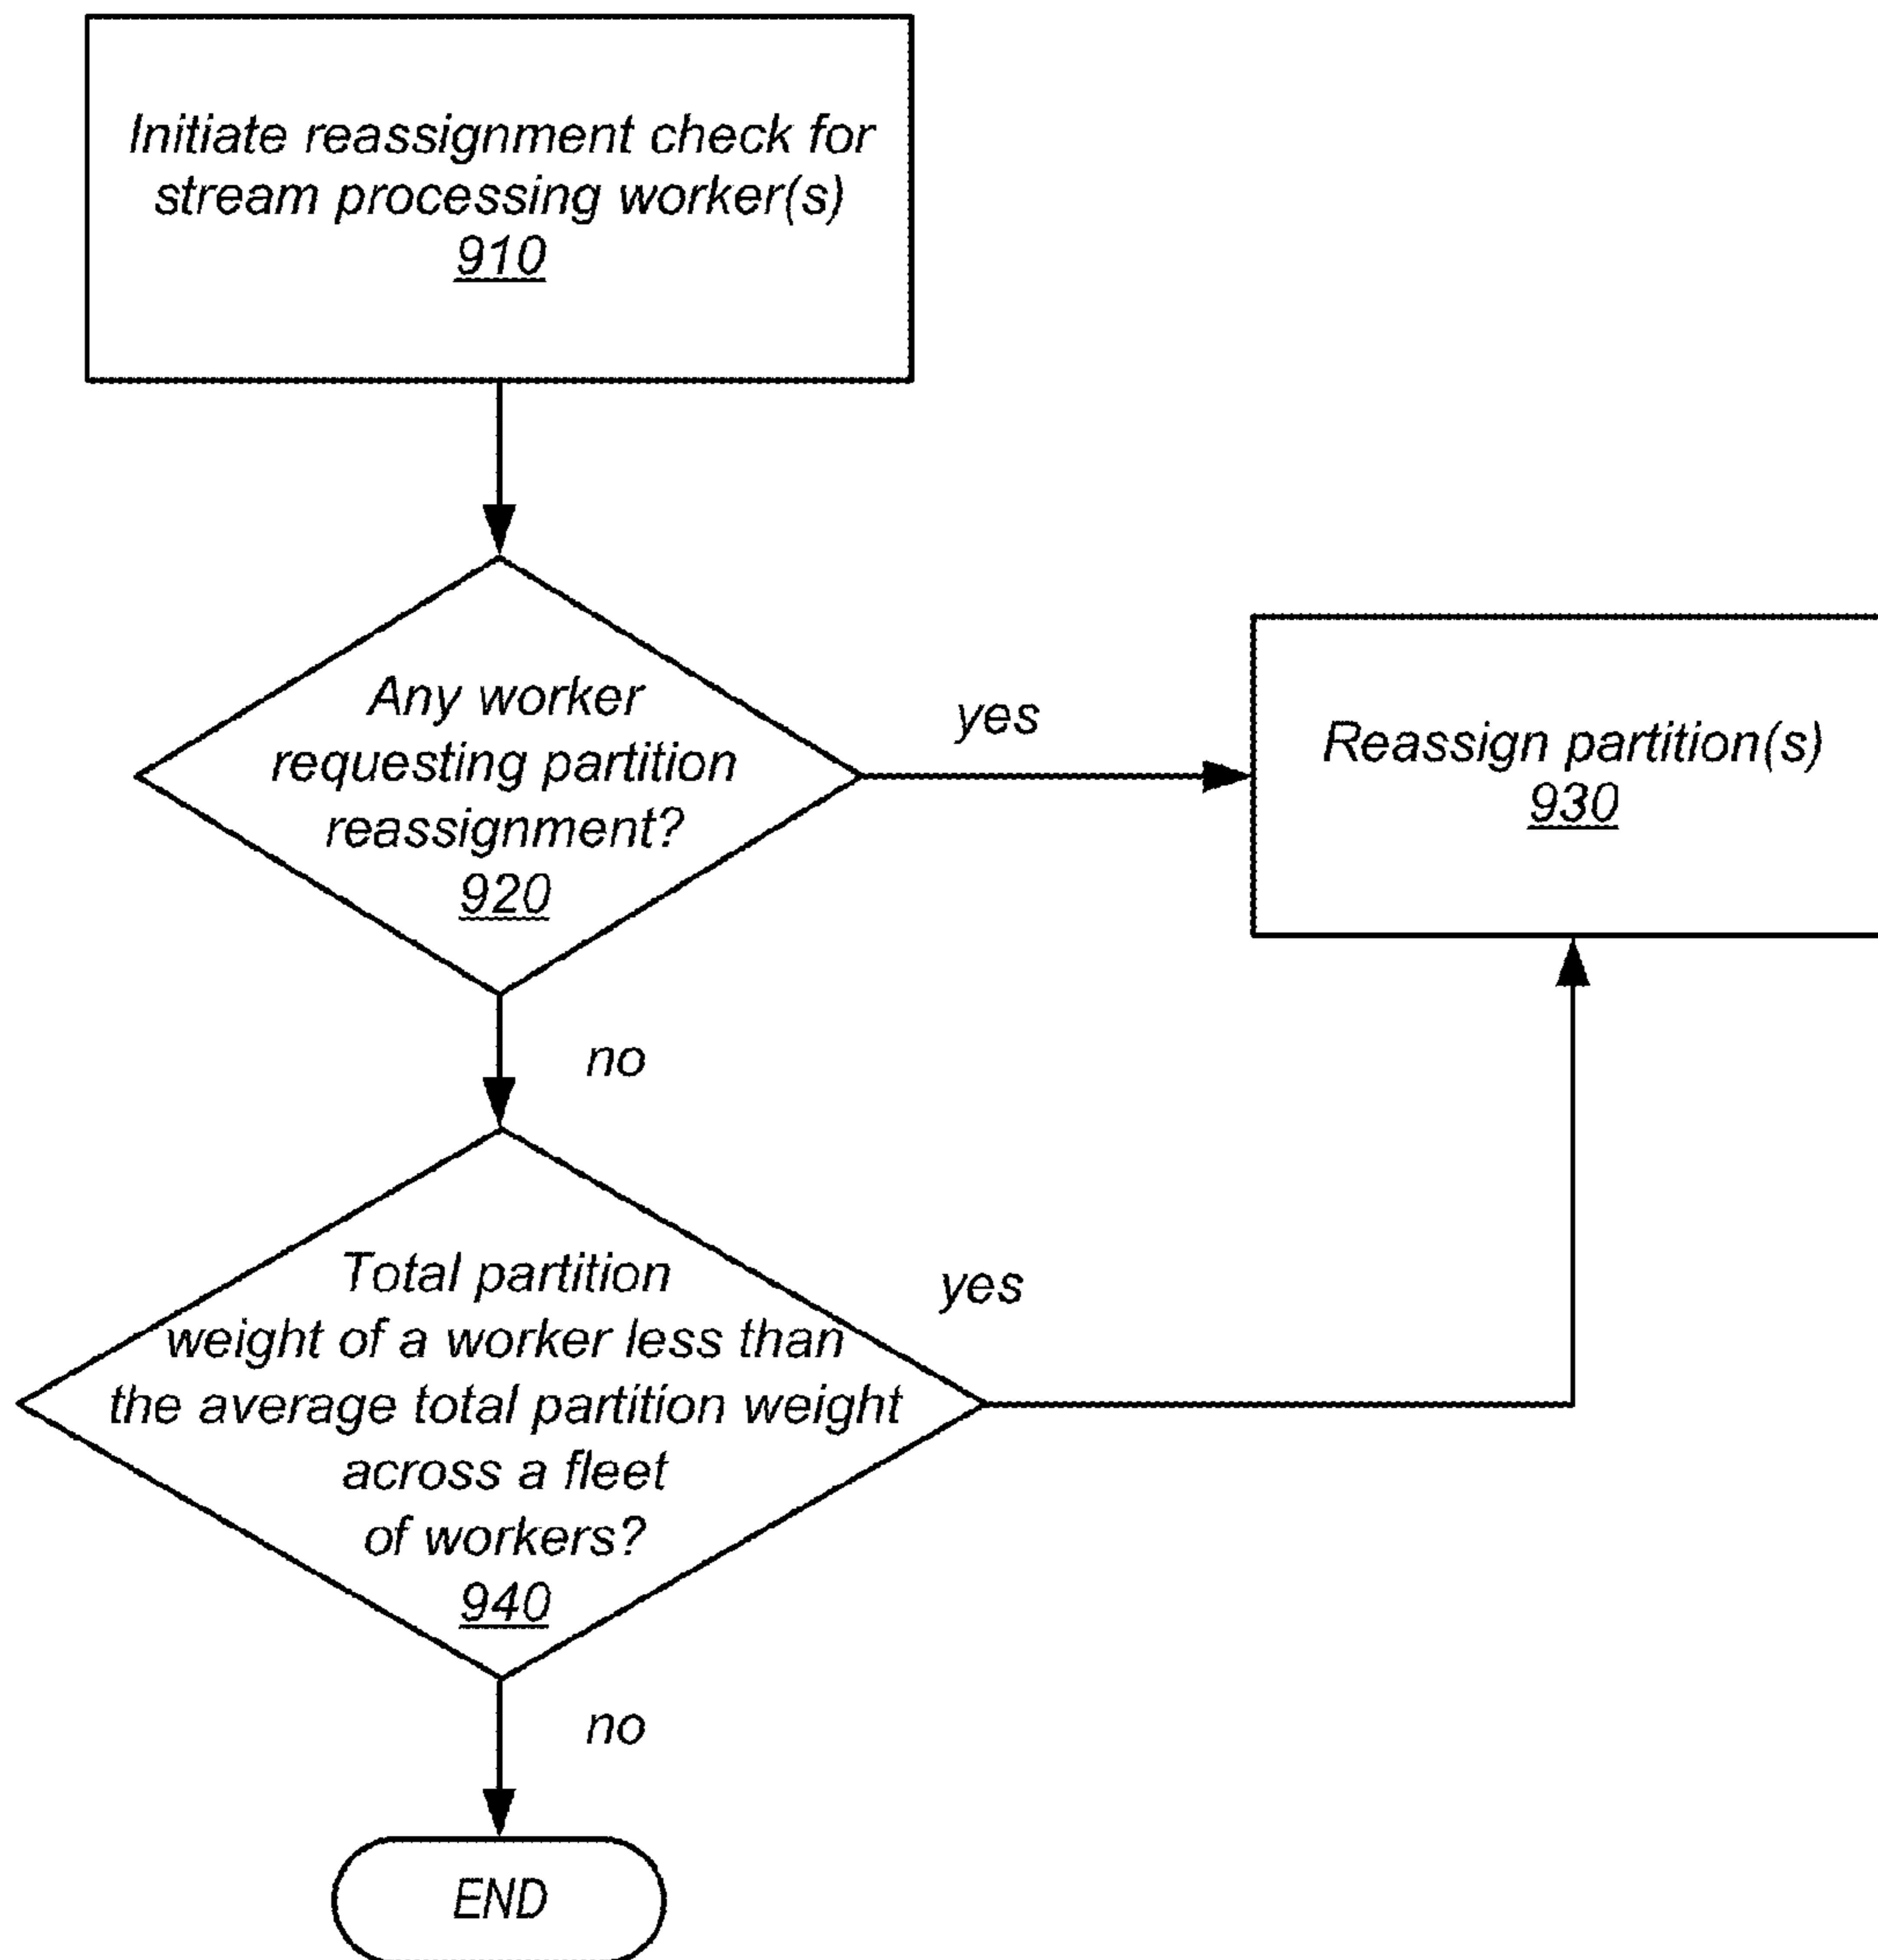 Initiate reassignment check for
stream processing worker(s)
910
Any worker
requesting partition
reassignment?
920
yes
Reassign partition(s)
930
no
Total partition
weight of a worker less than
the average total partition weight
across a fleet
of workers?
940
yes
no
END